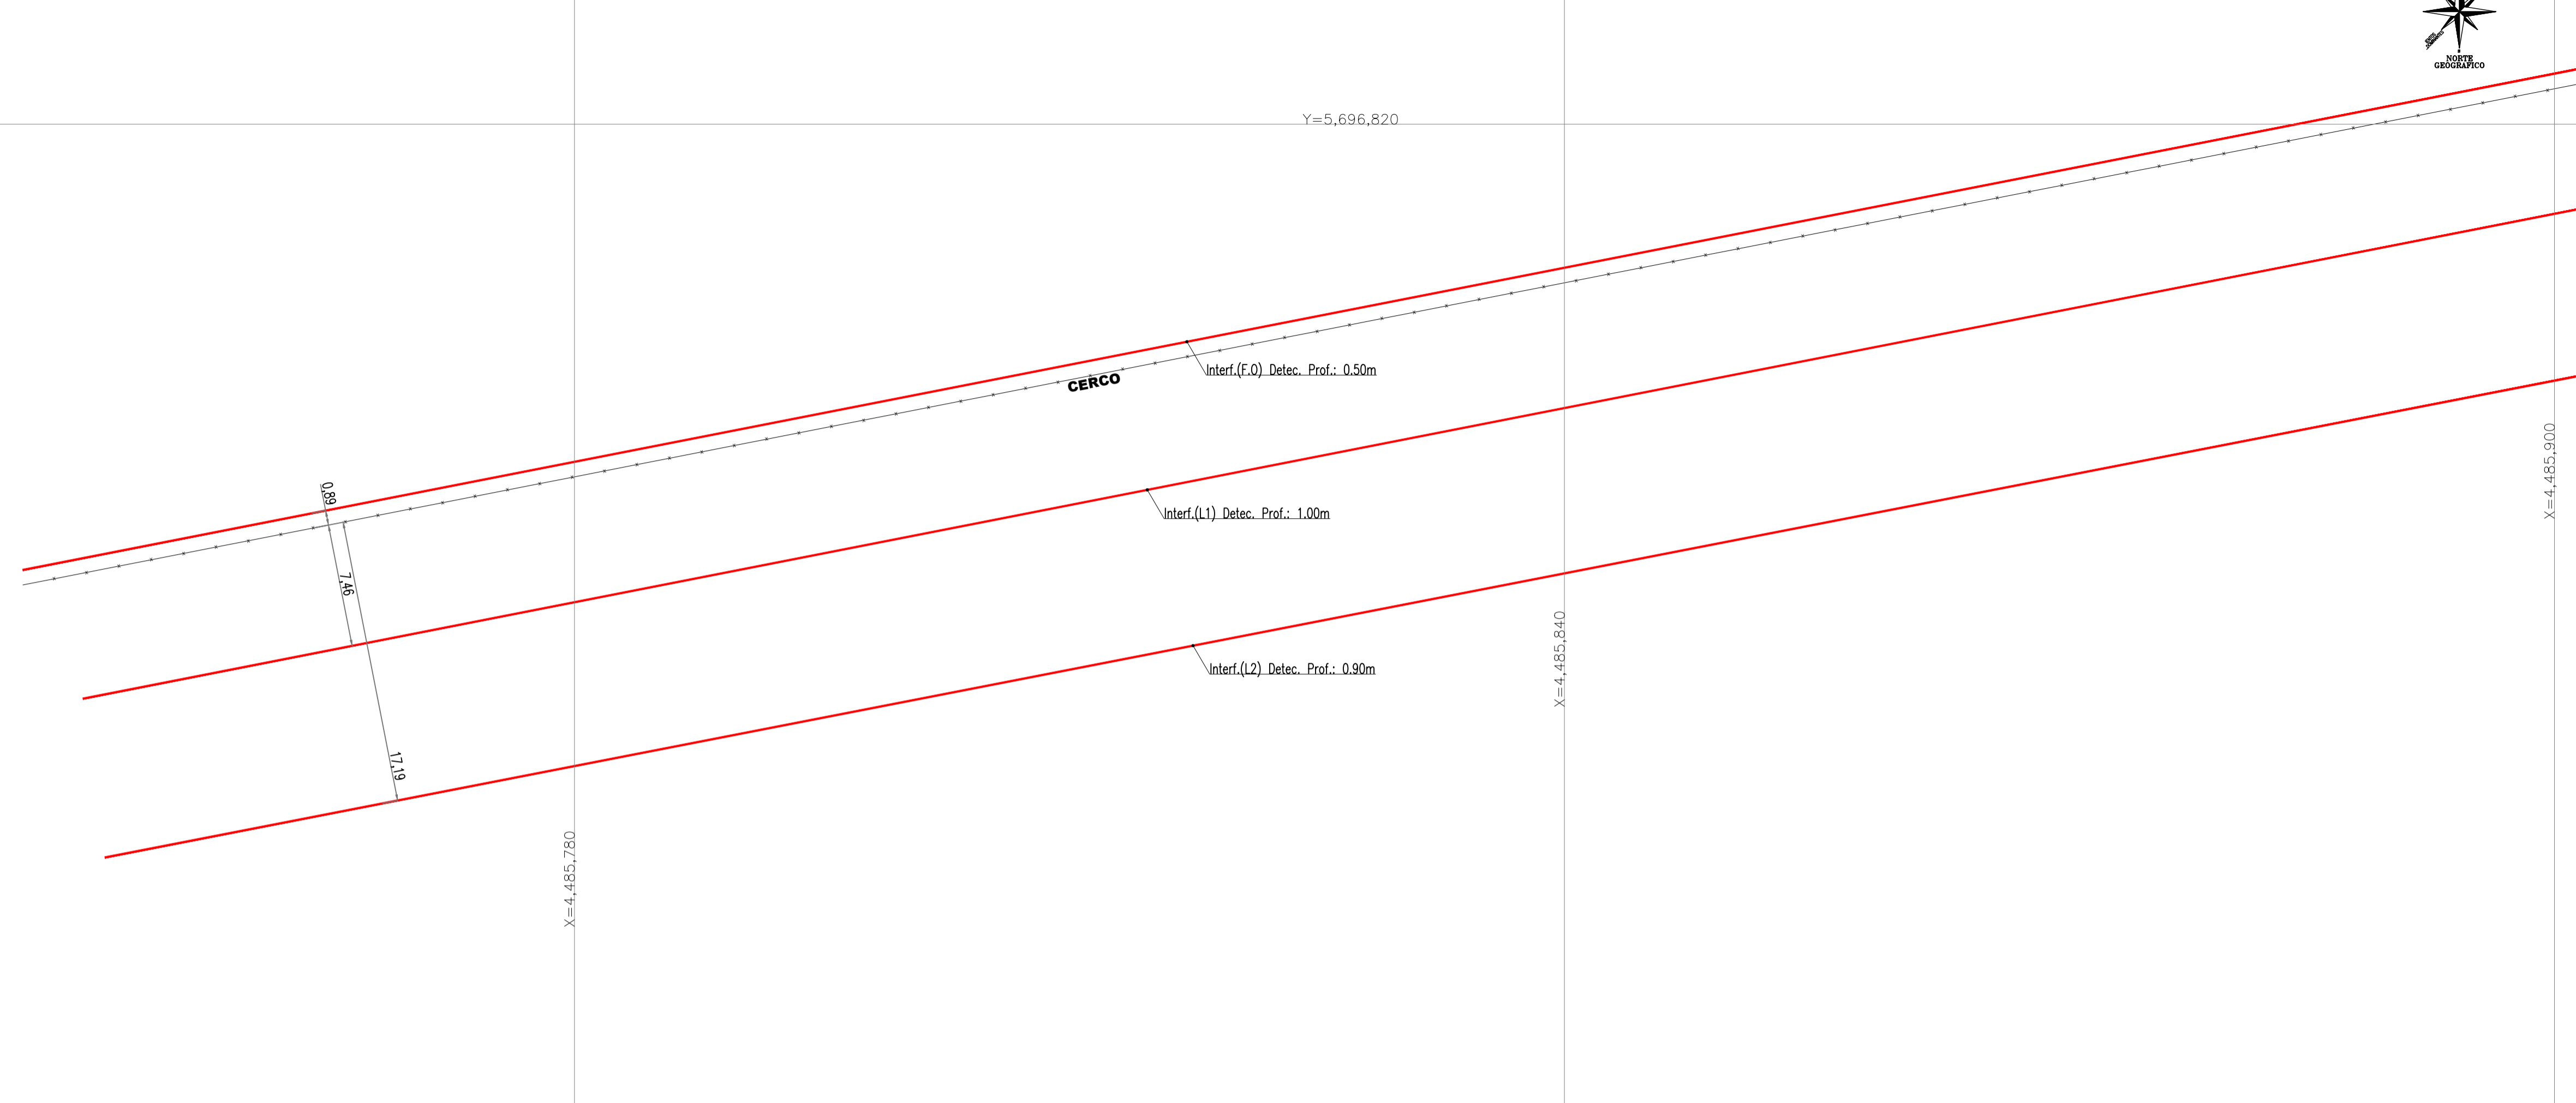 NORTE
GEOGRAFICO
Y=5,696,820
Interf.(F.O) Detec. Prof.: 0.50m
CERCO
X=4,485,900
0,89
Interf.(L1) Detec. Prof.: 1.00m
7,46
X=4,485,840
Interf.(L2) Detec. Prof.: 0.90m
17,19
X=4,485,780